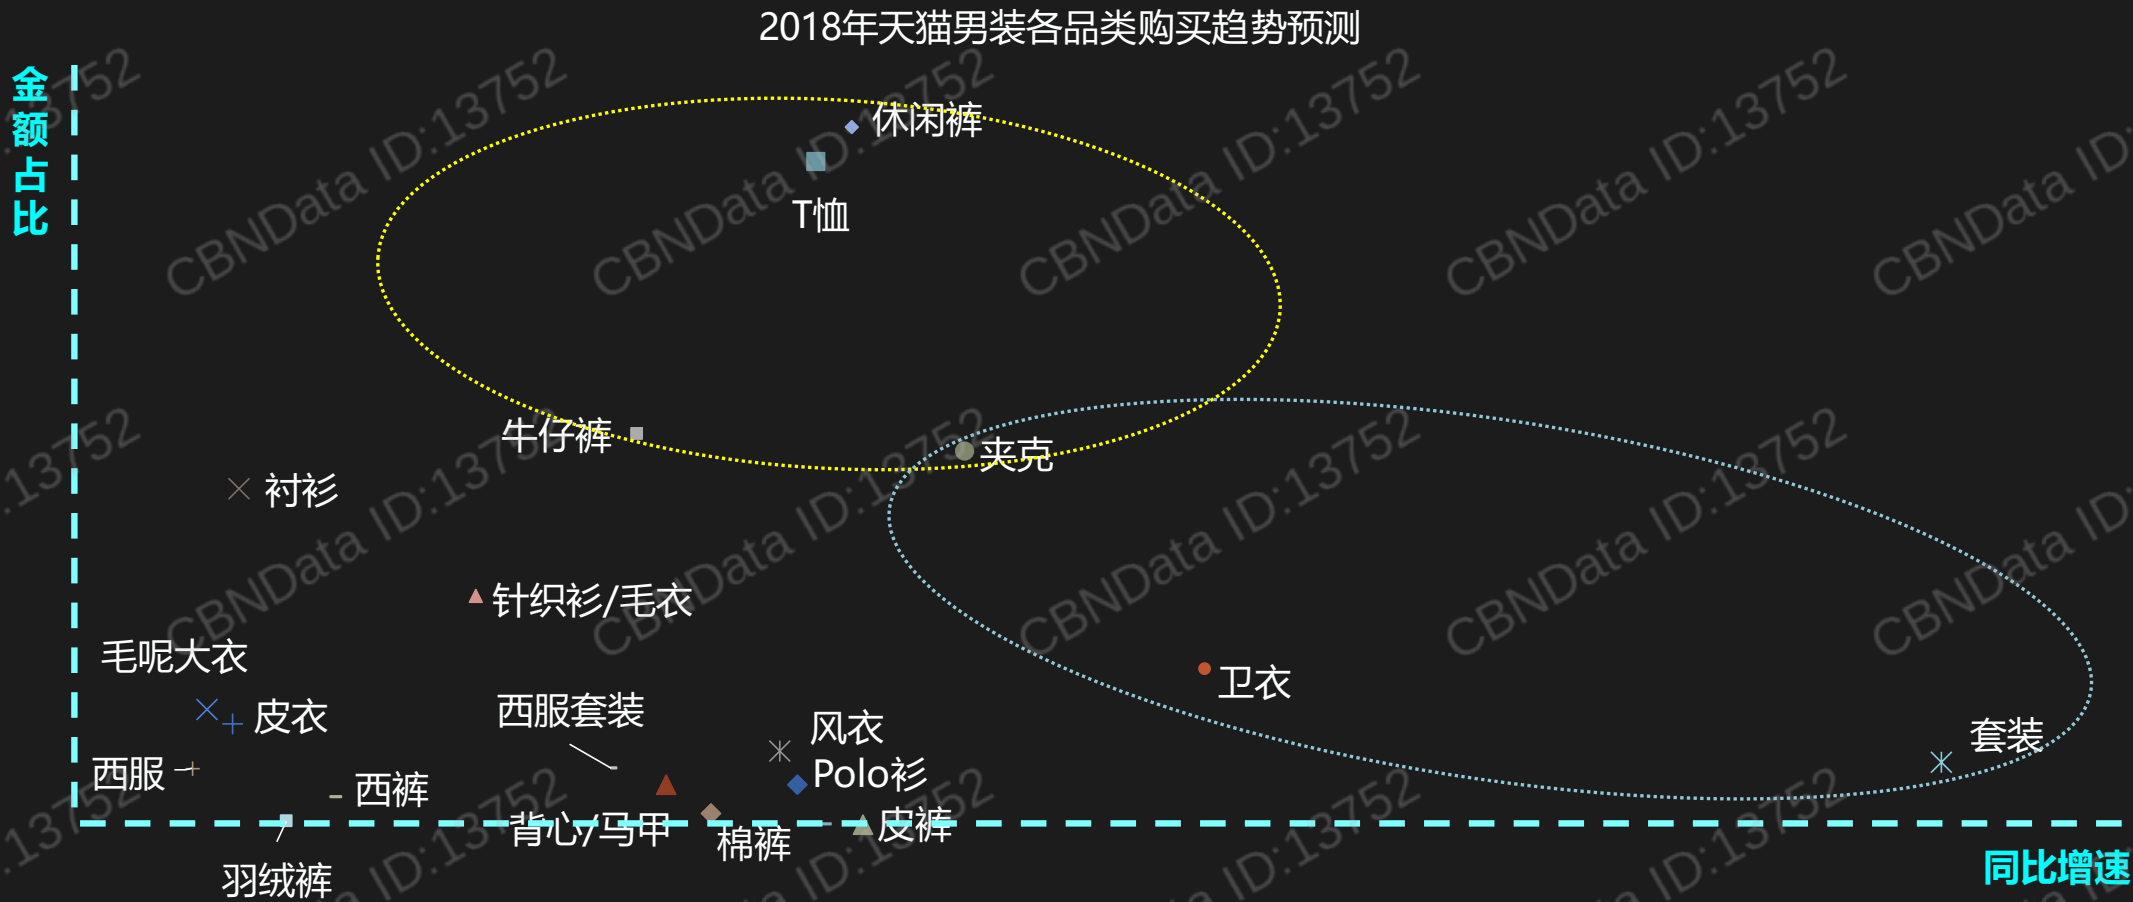 2018年天猫男装各品类购买趋势预测
金额占比
休闲裤
T恤
牛仔裤
夹克
衬衫
针织衫/毛衣
毛呢大衣
卫衣
皮衣
西服套装
风衣
套装
西服
Polo衫
西裤
背心/马甲
皮裤
棉裤
同比增速
羽绒裤
CBNData ID:13752